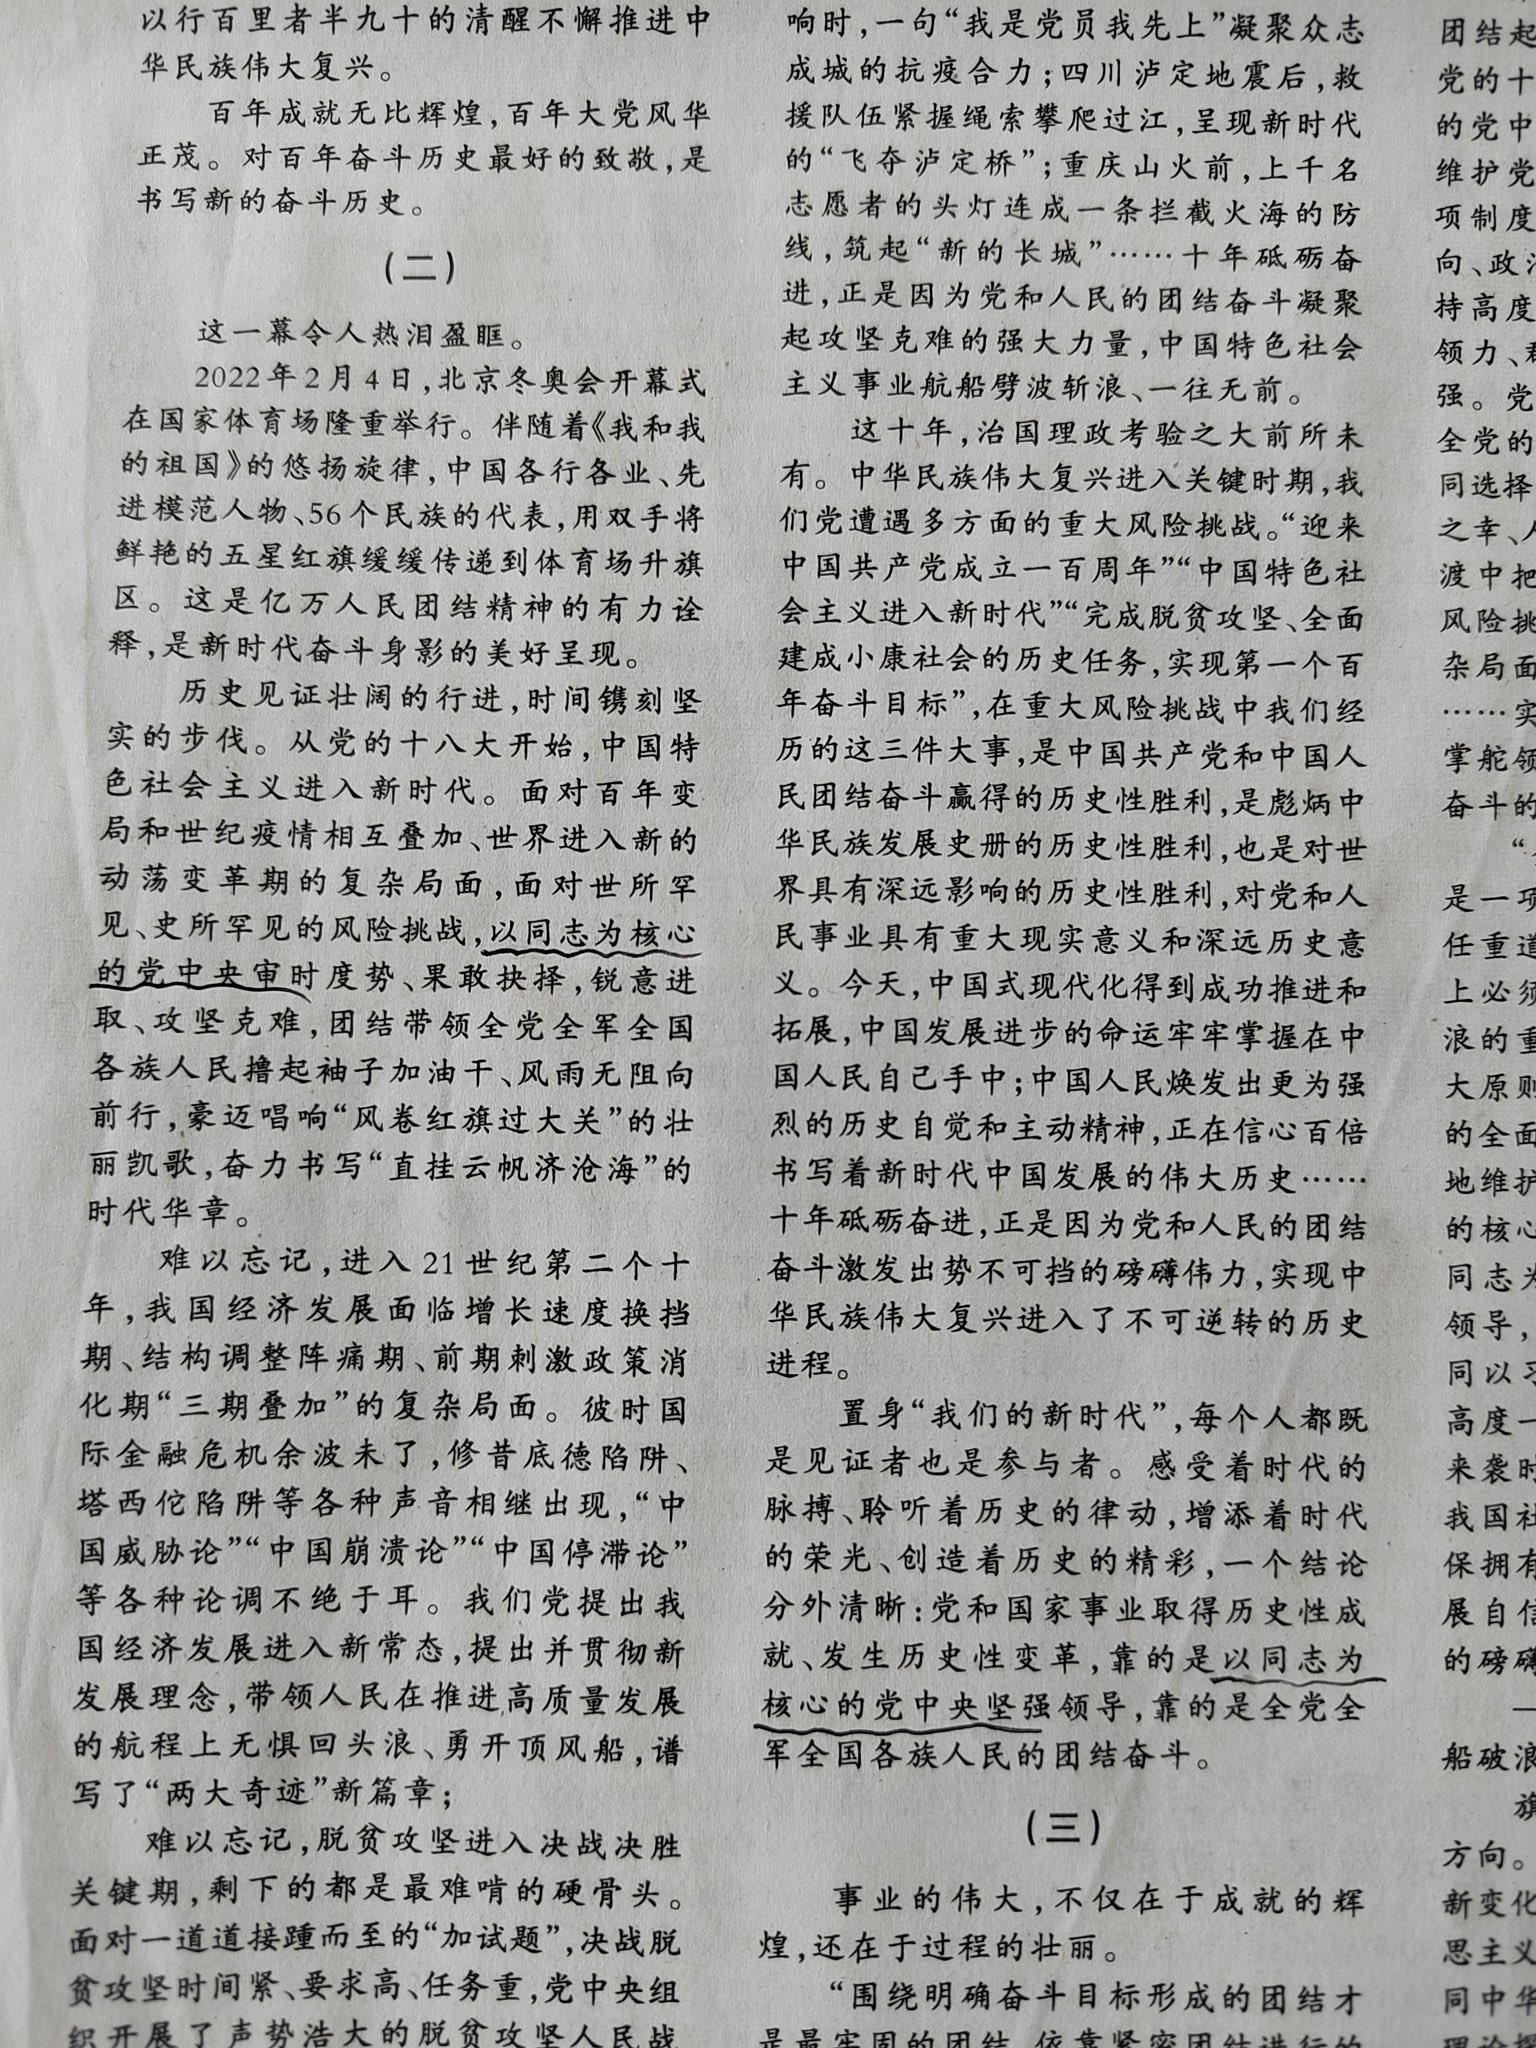 以行百里者半九十的清醒不懈推进中
华民族伟大复兴。
百年成就无比辉煌，百年大党风华
正茂。对百年奋斗历史最好的致敬，是
书写新的奋斗历史。
（二）
这一幕令人热泪盈眶。
2022年2月4日，北京冬奥会开幕式
在国家体育场隆重举行。伴随着《我和我
的祖国》的悠扬旋律，中国各行各业、先
进模范人物、56个民族的代表，用双手将
鲜艳的五星红旗缓缓传递到体育场升旗
区。这是亿万人民团结精神的有力诠
释，是新时代奋斗身影的美好呈现。
历史见证壮阔的行进，时间镌刻坚
实的步伐。从党的十八大开始，中国特
色社会主义进入新时代。面对百年变
局和世纪疫情相互叠加、世界进入新的
动荡变革期的复杂局面，面对世所罕
见、史所罕见的风险挑战，以同志为核心
的党中央审时度势、果敢抉择，锐意进
取、攻坚克难，团结带领全党全军全国
各族人民撸起袖子加油干、风雨无阻向
前行，豪迈唱响“风卷红旗过大关”的壮
丽凯歌，奋力书写“直挂云帆济沧海”的
时代华章。
难以忘记，进入21世纪第二个十
年，我国经济发展面临增长速度换挡
期、结构调整阵痛期、前期刺激政策消
化期“三期叠加”的复杂局面。彼时国
际金融危机余波未了，修昔底德陷阱、
塔西佗陷阱等各种声音相继出现，“中
国威胁论”“中国崩溃论”“中国停滞论”
等各种论调不绝于耳。我们党提出我
国经济发展进入新常态，提出并贯彻新
发展理念，带领人民在推进高质量发展
的航程上无惧回头浪、勇开顶风船，谱
写了“两大奇迹”新篇章；
难以忘记，脱贫攻坚进入决战决胜
关键期，剩下的都是最难啃的硬骨头。
面对一道道接踵而至的“加试题”，决战脱
贫攻坚时间紧、要求高、任务重，党中央组
织开展了声势浩大的脱贫攻坚人民战
响时，一句“我是党员我先上”凝聚众志
成城的抗疫合力；四川泸定地震后，救
援队伍紧握绳索攀爬过江，呈现新时代
的“飞夺泸定桥”；重庆山火前，上千名
志愿者的头灯连成一条拦截火海的防
线，筑起“新的长城”……十年砥砺奋
进，正是因为党和人民的团结奋斗凝聚
起攻坚克难的强大力量，中国特色社会
主义事业航船劈波斩浪、一往无前。
这十年，治国理政考验之大前所未
有。中华民族伟大复兴进入关键时期，我
们党遭遇多方面的重大风险挑战。“迎来
中国共产党成立一百周年”“中国特色社
会主义进入新时代”“完成脱贫攻坚、全面
建成小康社会的历史任务，实现第一个百
年奋斗目标”，在重大风险挑战中我们经
历的这三件大事，是中国共产党和中国人
民团结奋斗赢得的历史性胜利，是彪炳中
华民族发展史册的历史性胜利，也是对世
界具有深远影响的历史性胜利，对党和人
民事业具有重大现实意义和深远历史意
义。今天，中国式现代化得到成功推进和
拓展，中国发展进步的命运牢牢掌握在中
国人民自己手中；中国人民焕发出更为强
烈的历史自觉和主动精神，正在信心百倍
书写着新时代中国发展的伟大历史……
十年砥砺奋进，正是因为党和人民的团结
奋斗激发出势不可挡的磅礴伟力，实现中
华民族伟大复兴进入了不可逆转的历史
进程。
置身“我们的新时代”，每个人都既
是见证者也是参与者。感受着时代的
脉搏、聆听着历史的律动，增添着时代
的荣光、创造着历史的精彩，一个结论
分外清晰：党和国家事业取得历史性成
就、发生历史性变革，靠的是以同志为
核心的党中央坚强领导，靠的是全党全
军全国各族人民的团结奋斗。
（三）
事业的伟大，不仅在于成就的辉
煌，还在于过程的壮丽。
“围绕明确奋斗目标形成的团结才
是最牢固的团结，依靠紧密团结进行的
团结起
党的十
的党中
维护党
项制度
向、政治
持高度
领力、
强。党
全党的
同选择
之幸、人
渡中把
风险挑
杂局面
……实
掌舵领
奋斗的
是一项
任重道
上必须
浪的重
大原则
的全面
地维护
的核心
同志为
领导，
同以习
高度一
来袭时
我国社
保拥有
展自信
的磅礴
船破浪
旗
方向。
新变化
思主义
同中华